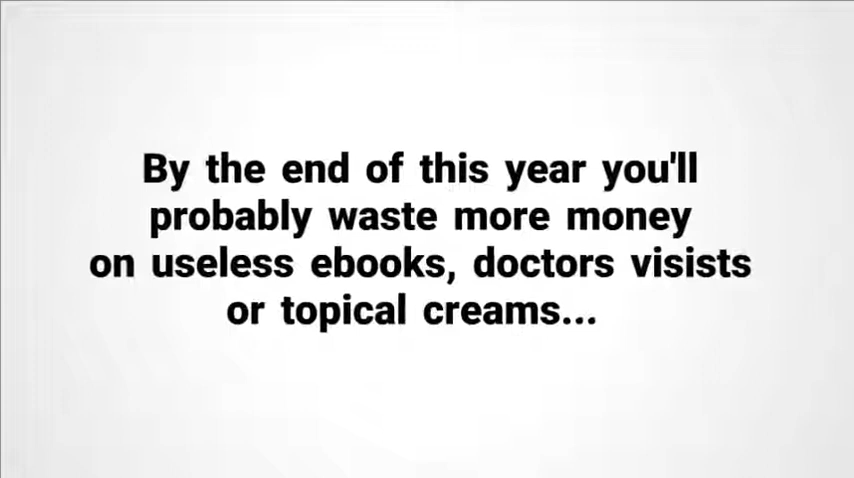 By the end of this year you'll
probably waste more money
on useless ebooks, doctors visists
or topical creams...